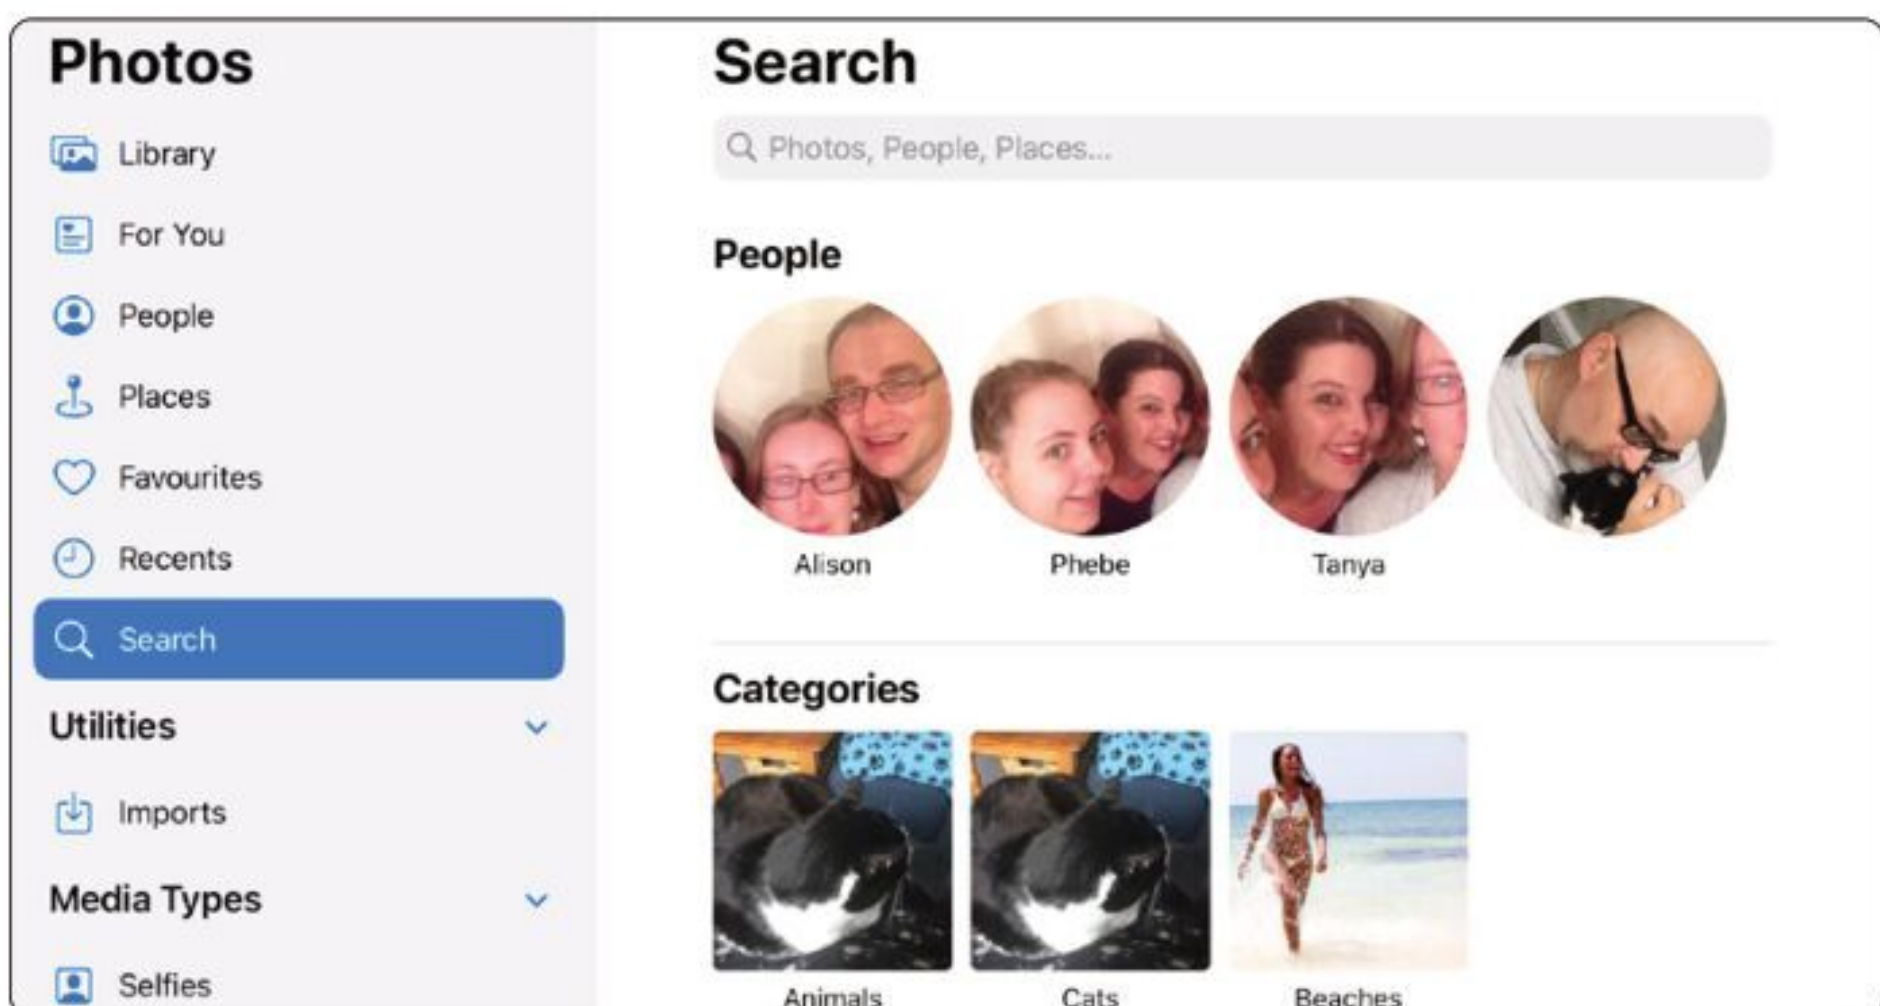 Photos
Library
For You
People
Places
Favourites
Recents
Search
Utilities
Imports
Media Types
Selfies
Search
Photos, People, Places...
People
Alison
Phebe
Tanya
Categories
Animals
Cats
Beaches